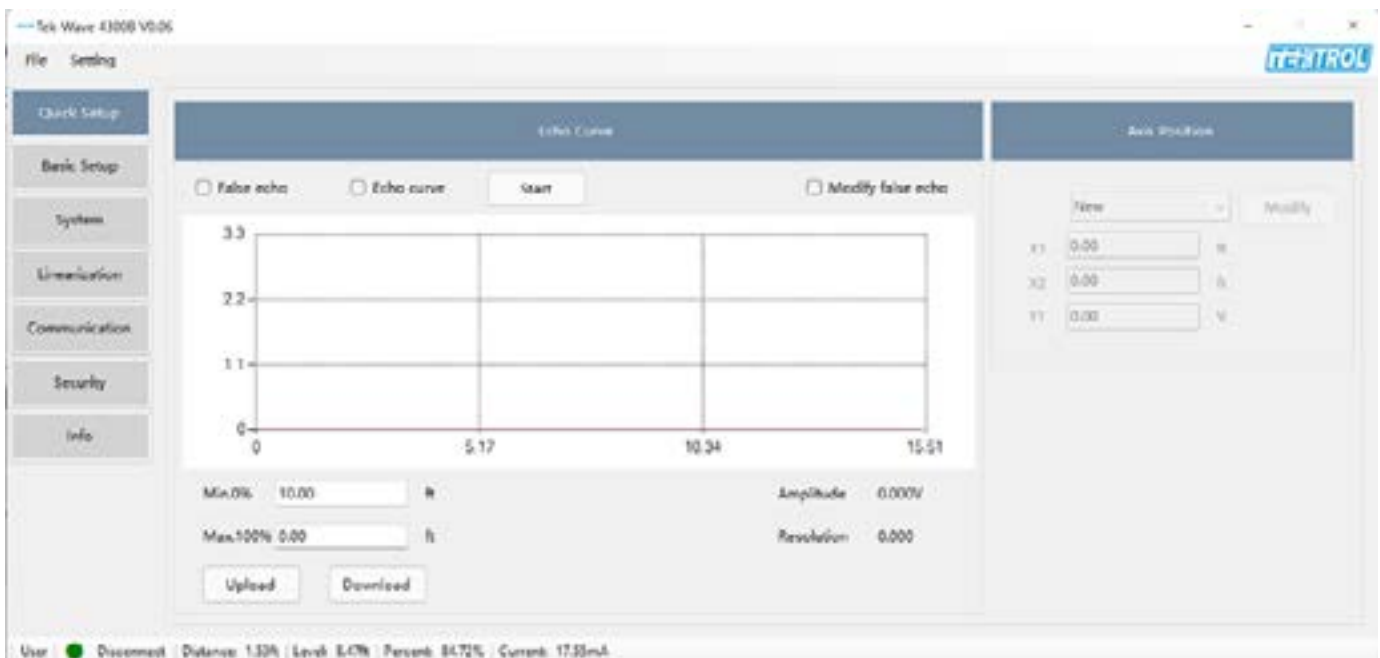 Tek Wave 4300B V0.06
File Setting
Quick Setup
Basic Setup
System
Linearization
Communication
Security
Info
Echo Curve
False echo Echo curve Start Modify false echo
3.3
2.2
1.1
0
0 5.17 10.34 15.51
Min.0% 10.00 ft
Max.100% 0.00 ft
Amplitude 0.000V
Resolution 0.000
Upload Download
Axis Position
New Modify
X1 0.00 ft
X2 0.00 ft
Y1 0.00 V
User Disconnect Distance: 1.53ft Level: 8.47ft Percent: 84.72% Current: 17.55mA